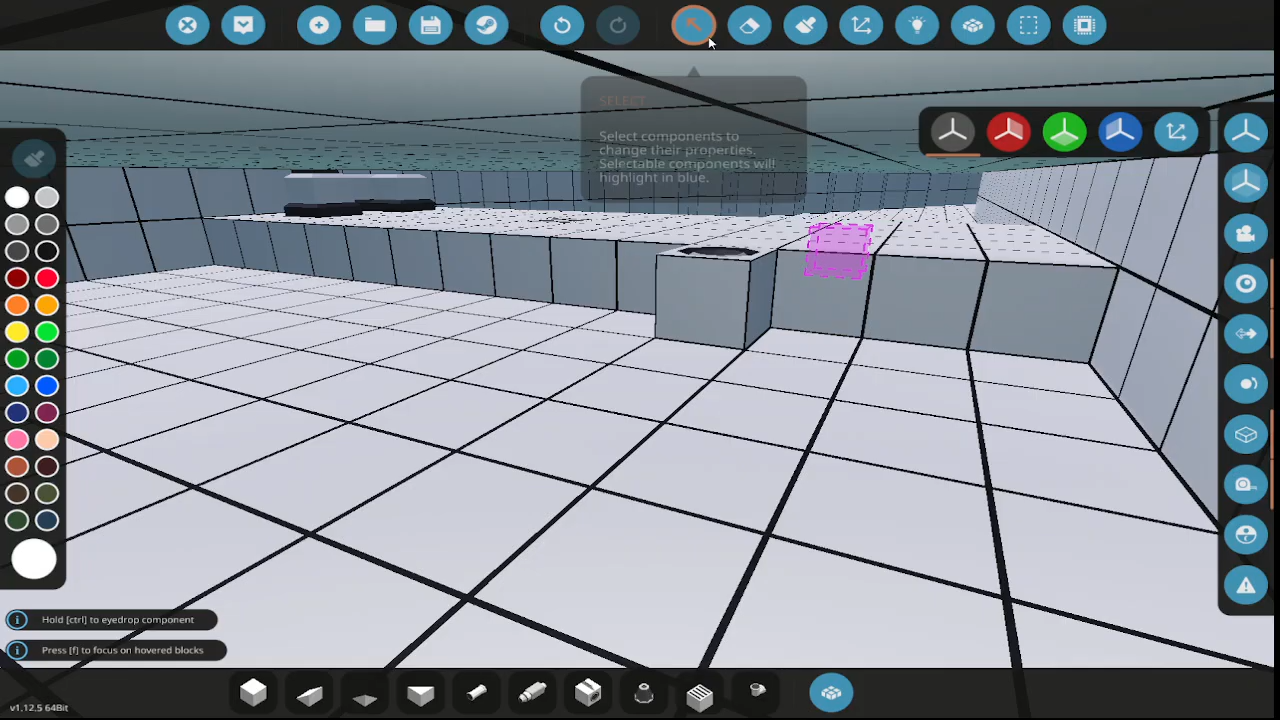 SELECT
Select components to
change their properties.
Selectable components will
highlight in blue.
Hold [ctrl] to eyedrop component
Press [f] to focus on hovered blocks
v1.12.5 64Bit